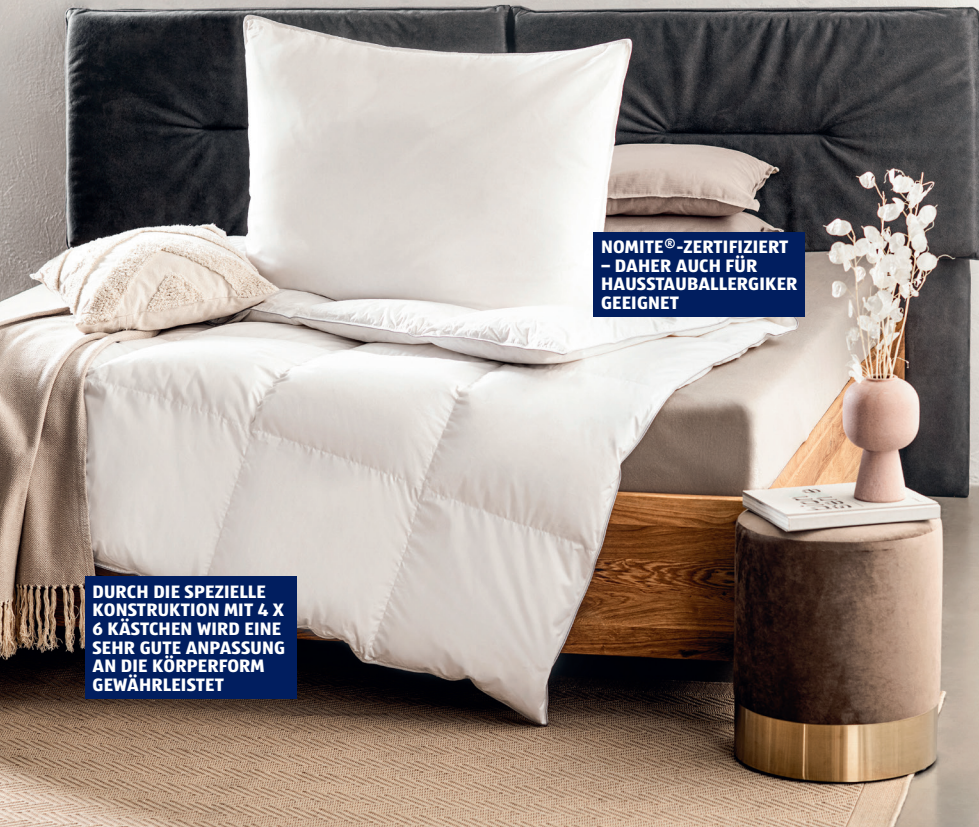 NOMITE®-ZERTIFIZIERT
– DAHER AUCH FÜR
HAUSSTAUBALLERGIKER
GEEIGNET
DURCH DIE SPEZIELLE
KONSTRUKTION MIT 4 X
6 KÄSTCHEN WIRD EINE
SEHR GUTE ANPASSUNG
AN DIE KÖRPERFORM
GEWÄHRLEISTET